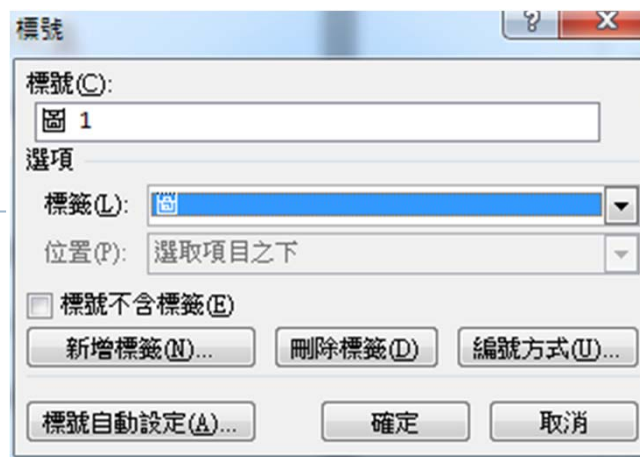 標號
標號(C):
圖 1
選項
標籤(L): 圖
位置(P): 選取項目之下
標號不含標籤(E)
新增標籤(N)... 刪除標籤(D) 編號方式(U)...
標號自動設定(A)... 確定 取消